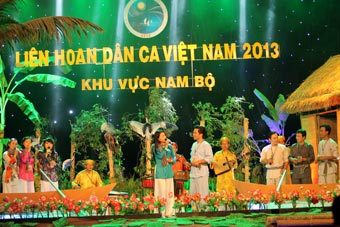 LIÊN HOAN DÂN CA VIỆT NAM 2013
KHU VỰC NAM BỘ